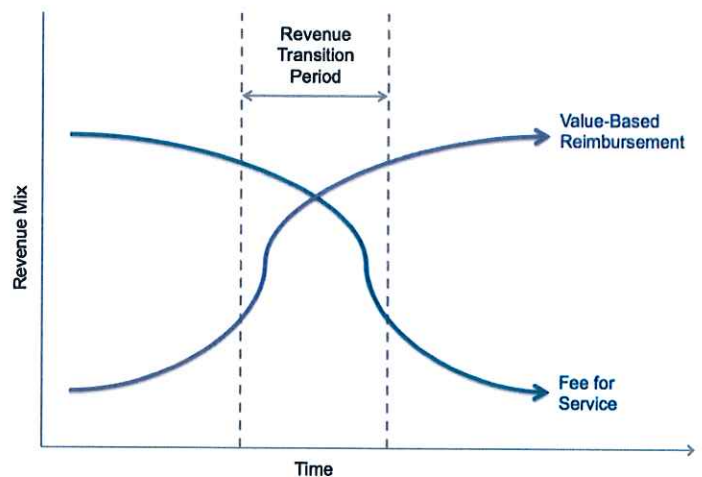 Revenue
Transition
Period
Value-Based
Reimbursement
Revenue Mix
Fee for
Service
Time